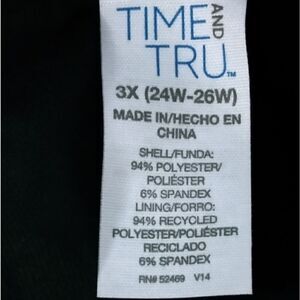 TIME AND
TRU™
3X (24W-26W)
MADE IN/HECHO EN
CHINA
SHELL/FUNDA:
94% POLYESTER/
POLIÉSTER
6% SPANDEX
LINING/FORRO:
94% RECYCLED
POLYESTER/POLIÉSTER
RECICLADO
6% SPANDEX
RN# 52469 V14